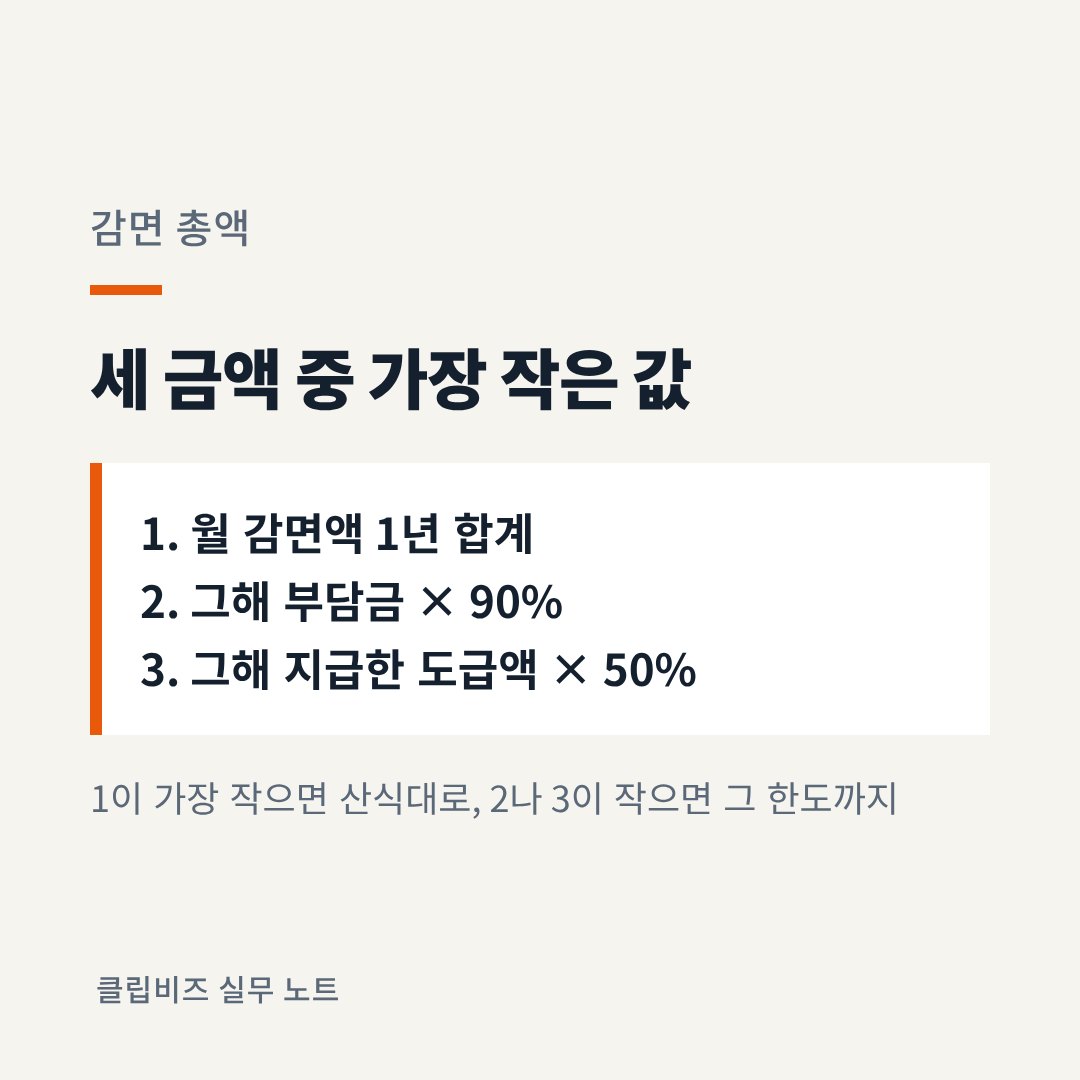 감면 총액
세 금액 중 가장 작은 값
1. 월 감면액 1년 합계
2. 그해 부담금 × 90%
3. 그해 지급한 도급액 × 50%
1이 가장 작으면 산식대로, 2나 3이 작으면 그 한도까지
클립비즈 실무 노트